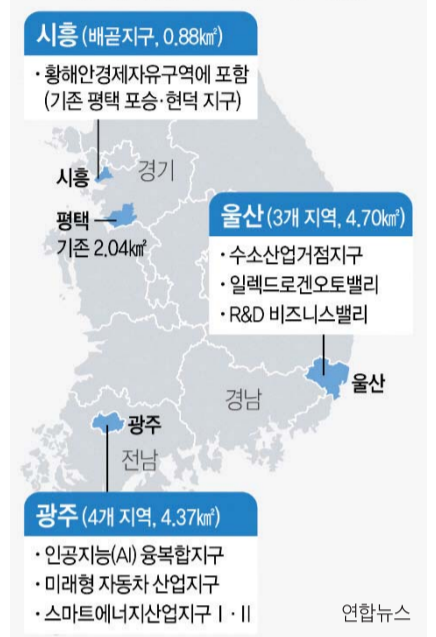 시흥 (배곧지구, 0.88㎢)
· 황해안경제자유구역에 포함
(기존 평택 포승·현덕 지구)
시흥
경기
평택
기존 2.04㎢
울산 (3개 지역, 4.70㎢)
· 수소산업거점지구
· 일렉드로겐오토밸리
· R&D 비즈니스밸리
울산
경남
광주
전남
광주 (4개 지역, 4.37㎢)
· 인공지능(AI) 융복합지구
· 미래형 자동차 산업지구
· 스마트에너지산업지구 Ⅰ·Ⅱ
연합뉴스